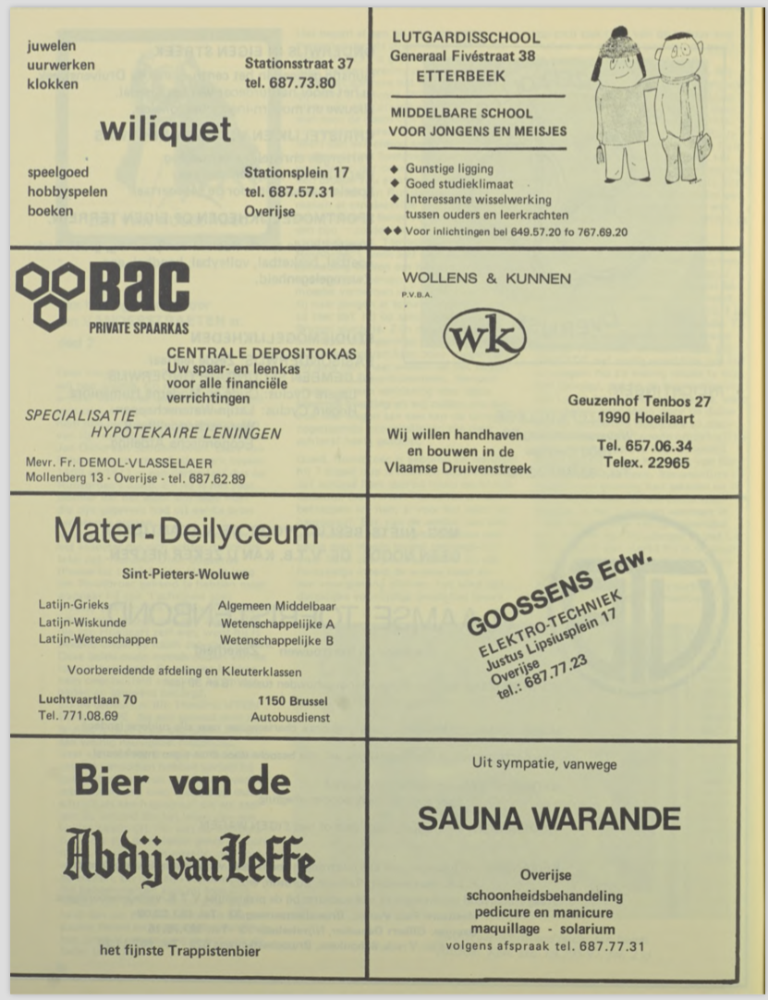 juwelen
uurwerken
klokken
Stationsstraat 37
tel. 687.73.80
wiliquet
speelgoed
hobbyspelen
boeken
Stationsplein 17
tel. 687.57.31
Overijse
LUTGARDISSCHOOL
Generaal Fivéstraat 38
ETTERBEEK
MIDDELBARE SCHOOL
VOOR JONGENS EN MEISJES
◆ Gunstige ligging
◆ Goed studieklimaat
◆ Interessante wisselwerking
tussen ouders en leerkrachten
◆◆ Voor inlichtingen bel 649.57.20 fo 767.69.20
BAC
PRIVATE SPAARKAS
CENTRALE DEPOSITOKAS
Uw spaar- en leenkas
voor alle financiële
verrichtingen
SPECIALISATIE
HYPOTEKAIRE LENINGEN
Mevr. Fr. DEMOL-VLASSELAER
Mollenberg 13 - Overijse - tel. 687.62.89
WOLLENS & KUNNEN
P.V.B.A.
wk
Geuzenhof Tenbos 27
1990 Hoeilaart
Tel. 657.06.34
Telex. 22965
Wij willen handhaven
en bouwen in de
Vlaamse Druivenstreek
Mater-Deilyceum
Sint-Pieters-Woluwe
Latijn-Grieks
Latijn-Wiskunde
Latijn-Wetenschappen
Algemeen Middelbaar
Wetenschappelijke A
Wetenschappelijke B
Voorbereidende afdeling en Kleuterklassen
Luchtvaartlaan 70
Tel. 771.08.69
1150 Brussel
Autobusdienst
GOOSSENS Edw.
ELEKTRO-TECHNIEK
Justus Lipsiusplein 17
Overijse
tel.: 687.77.23
Bier van de
Abdij van Leffe
het fijnste Trappistenbier
Uit sympatie, vanwege
SAUNA WARANDE
Overijse
schoonheidsbehandeling
pedicure en manicure
maquillage - solarium
volgens afspraak tel. 687.77.31